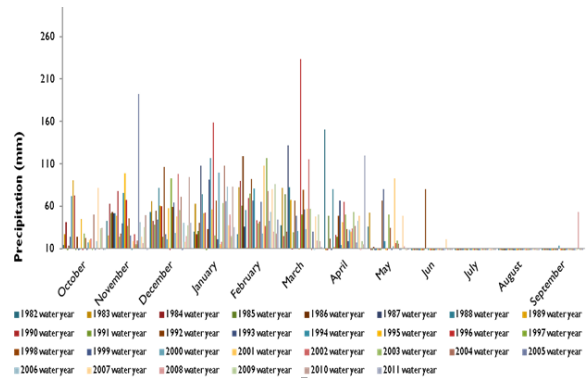 260
210
160
110
60
10
Precipitation (mm)
October November December January February March April May Jun July August September
1982 water year 1983 water year 1984 water year 1985 water year 1986 water year 1987 water year 1988 water year 1989 water year
1990 water year 1991 water year 1992 water year 1993 water year 1994 water year 1995 water year 1996 water year 1997 water year
1998 water year 1999 water year 2000 water year 2001 water year 2002 water year 2003 water year 2004 water year 2005 water year
2006 water year 2007 water year 2008 water year 2009 water year 2010 water year 2011 water year